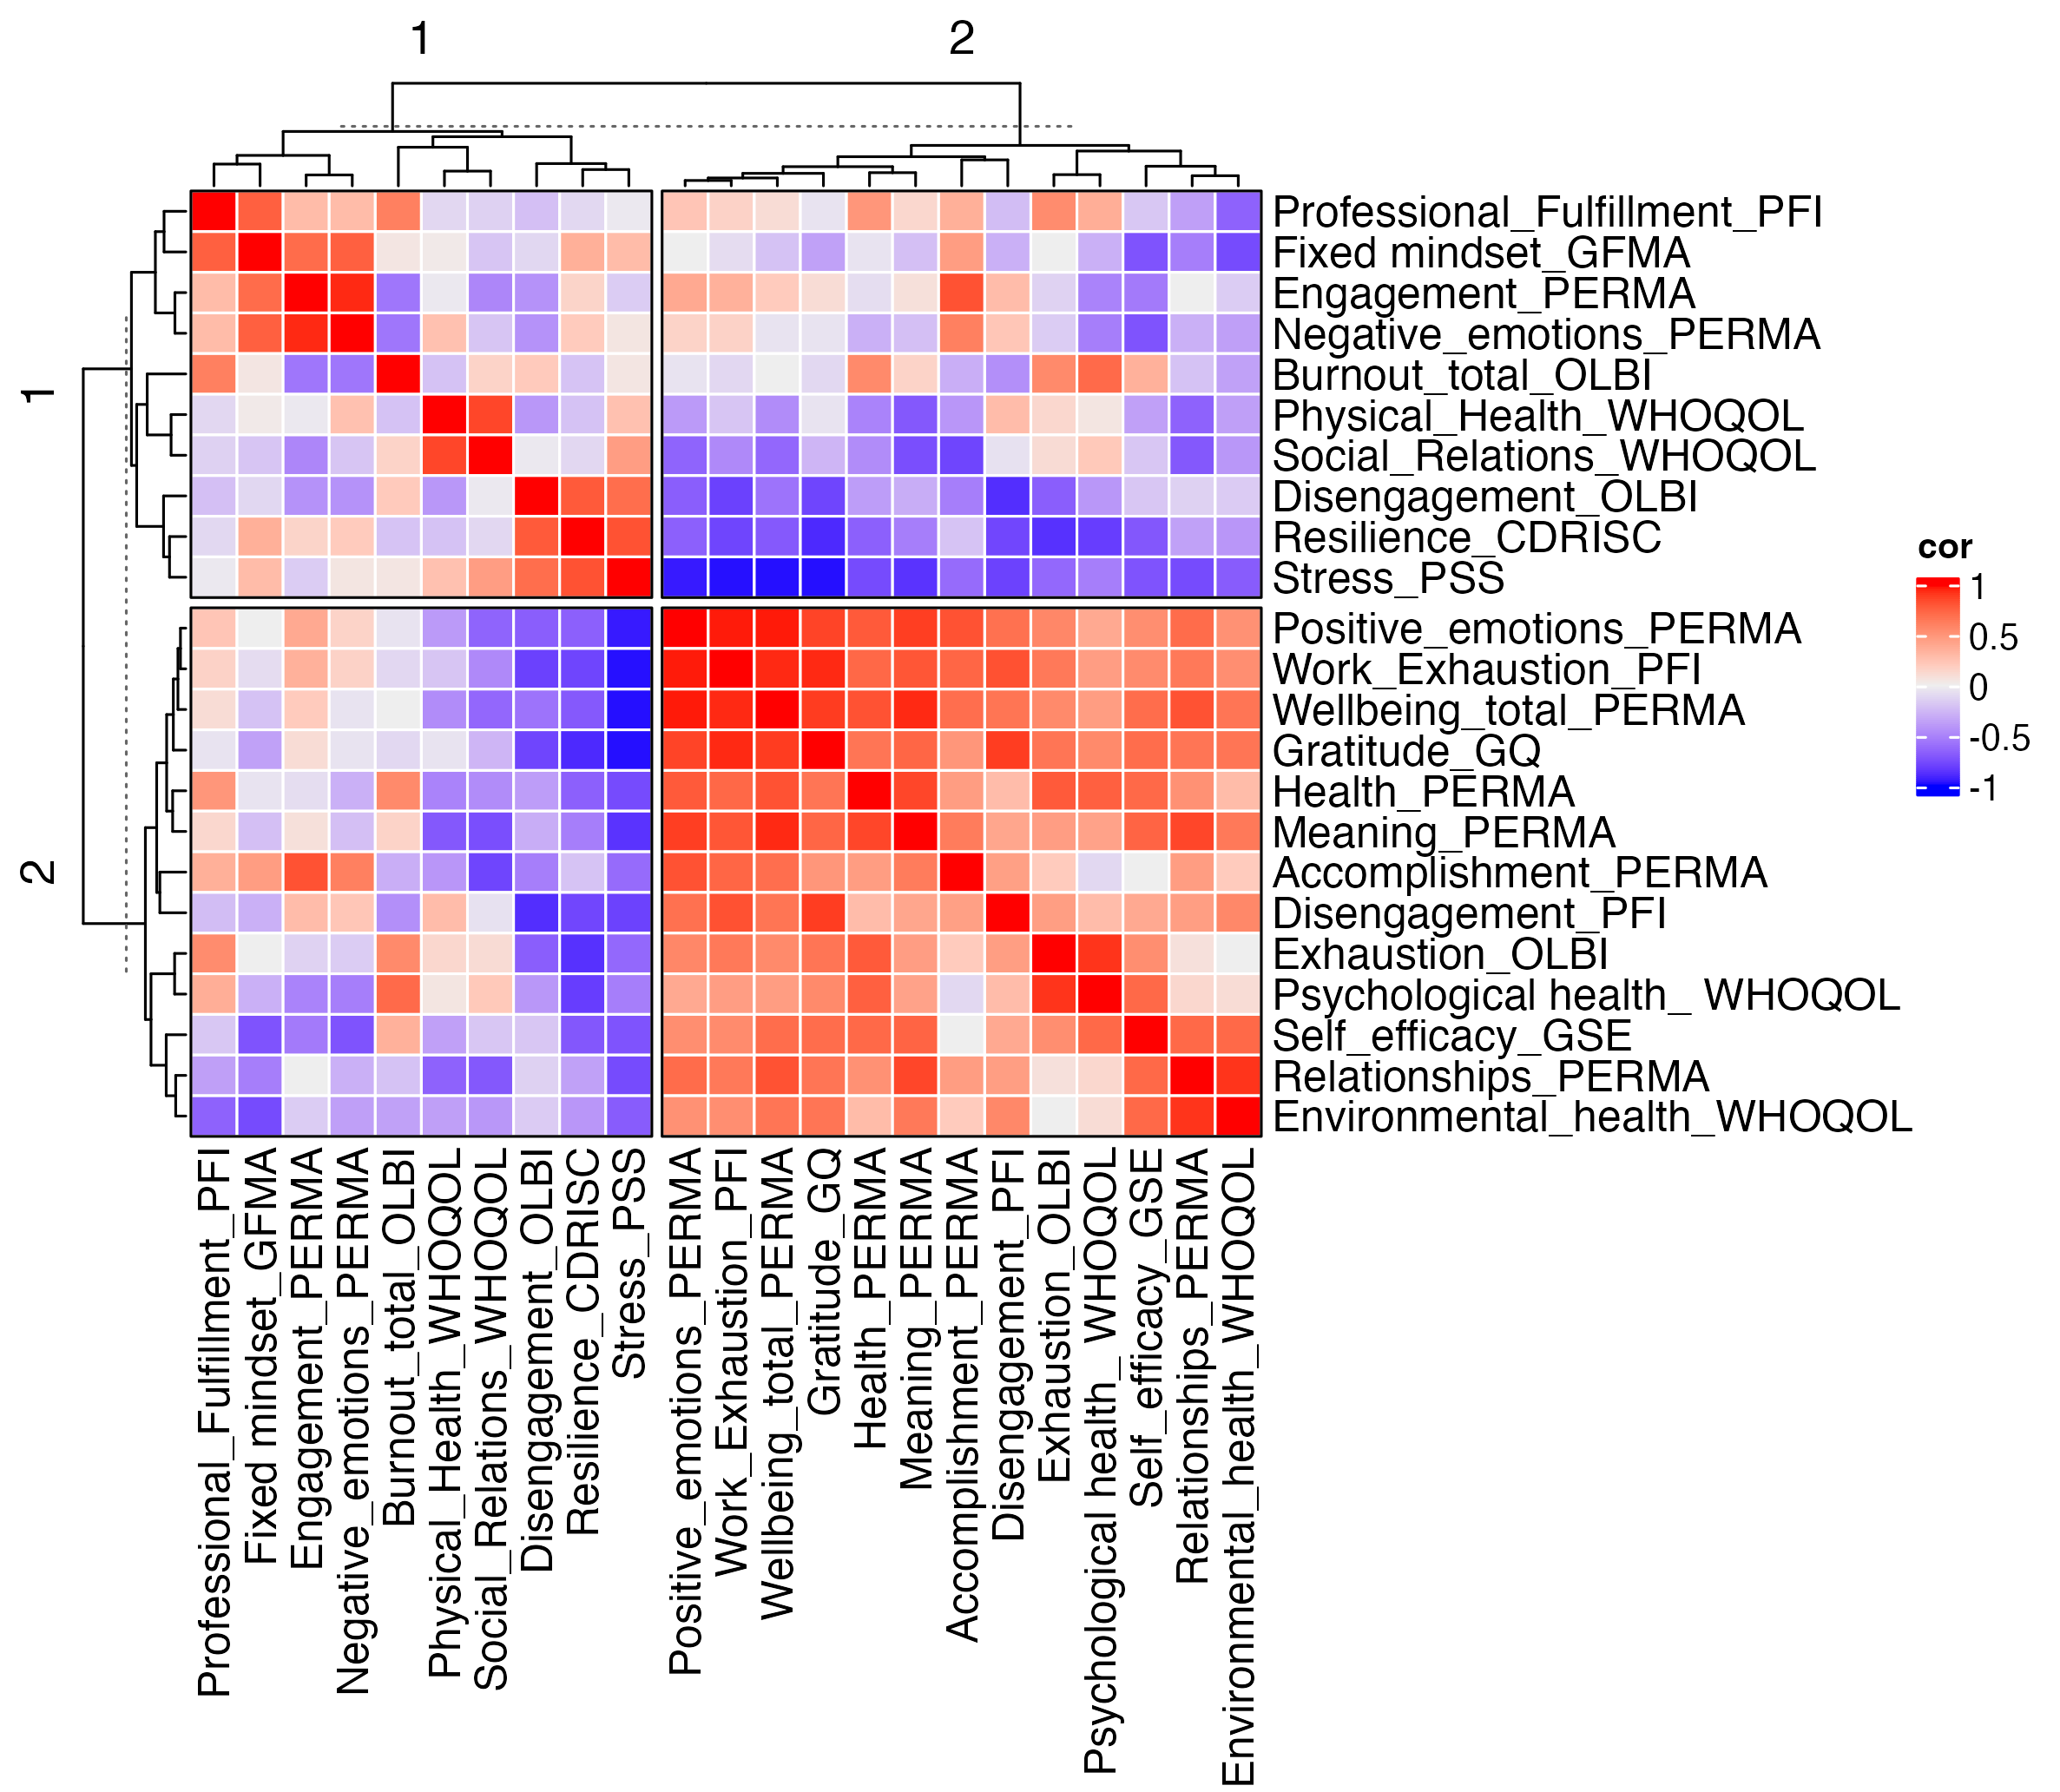 1 2
Professional_Fulfillment_PFI
Fixed mindset_GFMA
Engagement_PERMA
Negative_emotions_PERMA
Burnout_total_OLBI
Physical_Health_WHOQOL
Social_Relations_WHOQOL
Disengagement_OLBI
Resilience_CDRISC
Stress_PSS
1
Positive_emotions_PERMA
Work_Exhaustion_PFI
Wellbeing_total_PERMA
Gratitude_GQ
Health_PERMA
Meaning_PERMA
Accomplishment_PERMA
Disengagement_PFI
Exhaustion_OLBI
Psychological health_ WHOQOL
Self_efficacy_GSE
Relationships_PERMA
Environmental_health_WHOQOL
2
cor
1
0.5
0
-0.5
-1
Professional_Fulfillment_PFI
Fixed mindset_GFMA
Engagement_PERMA
Negative_emotions_PERMA
Burnout_total_OLBI
Physical_Health_WHOQOL
Social_Relations_WHOQOL
Disengagement_OLBI
Resilience_CDRISC
Stress_PSS
Positive_emotions_PERMA
Work_Exhaustion_PFI
Wellbeing_total_PERMA
Gratitude_GQ
Health_PERMA
Meaning_PERMA
Accomplishment_PERMA
Disengagement_PFI
Exhaustion_OLBI
Psychological health_ WHOQOL
Self_efficacy_GSE
Relationships_PERMA
Environmental_health_WHOQOL